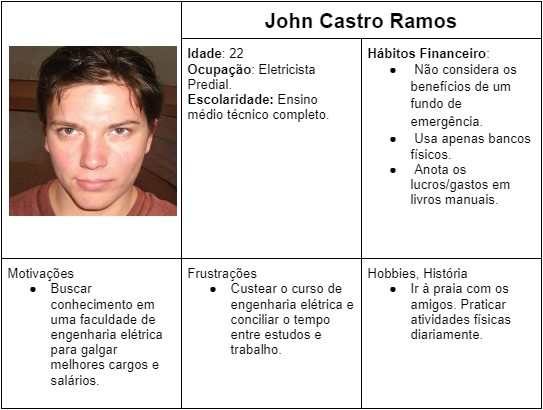 John Castro Ramos
Idade: 22
Ocupação: Eletricista
Predial.
Escolaridade: Ensino
médio técnico completo.
Hábitos Financeiro:
● Não considera os
benefícios de um
fundo de
emergência.
● Usa apenas bancos
físicos.
● Anota os
lucros/gastos em
livros manuais.
Motivações
● Buscar
conhecimento em
uma faculdade de
engenharia elétrica
para galgar
melhores cargos e
salários.
Frustrações
● Custear o curso de
engenharia elétrica e
conciliar o tempo
entre estudos e
trabalho.
Hobbies, História
● Ir à praia com os
amigos. Praticar
atividades físicas
diariamente.